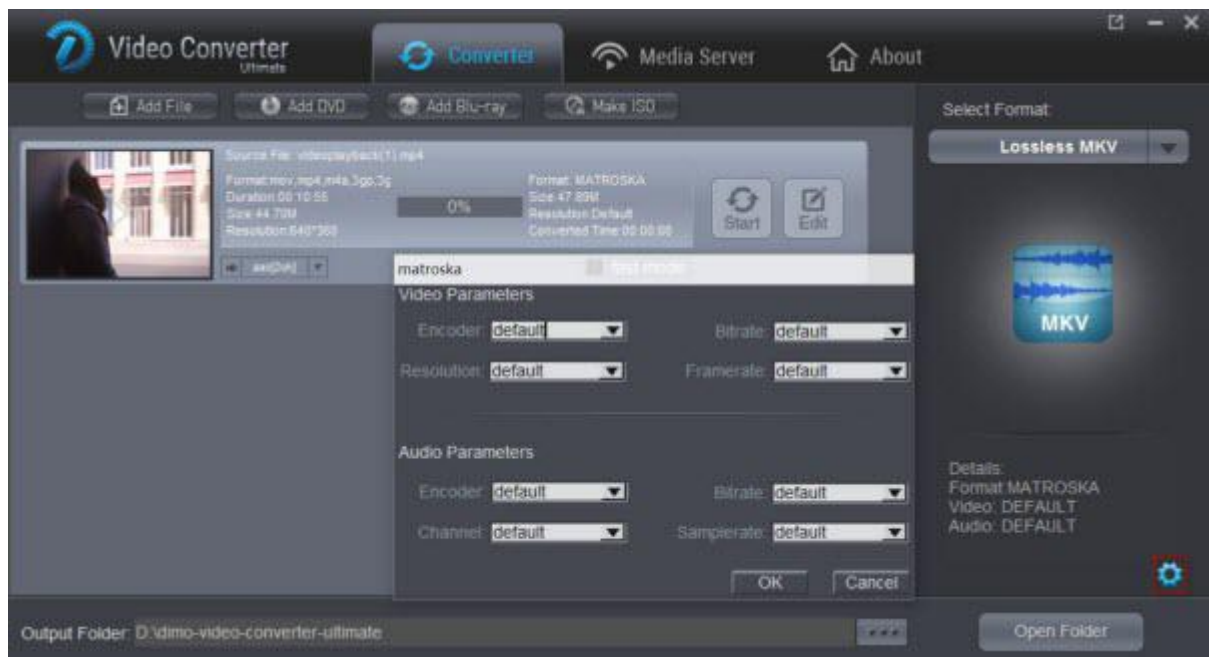 Video Converter
Ultimate
Converter
Media Server
About
Add File
Add DVD
Add Blu-ray
Make ISO
Select Format:
Lossless MKV
Source File: videoplayback(1).mp4
Format:mov,mp4,m4a,3gp,3g
Duration:00:10:56
Size:44.79M
Resolution:640*360
0%
Format: MATROSKA
Size:47.89M
Resolution:Default
Converted Time:00:00:00
Start
Edit
matroska
fast mode
Video Parameters
Encoder: default
Bitrate: default
Resolution: default
Framerate: default
Audio Parameters
Encoder: default
Bitrate: default
Channel: default
Samplerate: default
OK
Cancel
MKV
Details:
Format:MATROSKA
Video: DEFAULT
Audio: DEFAULT
Output Folder: D:\dimo-video-converter-ultimate
Open Folder